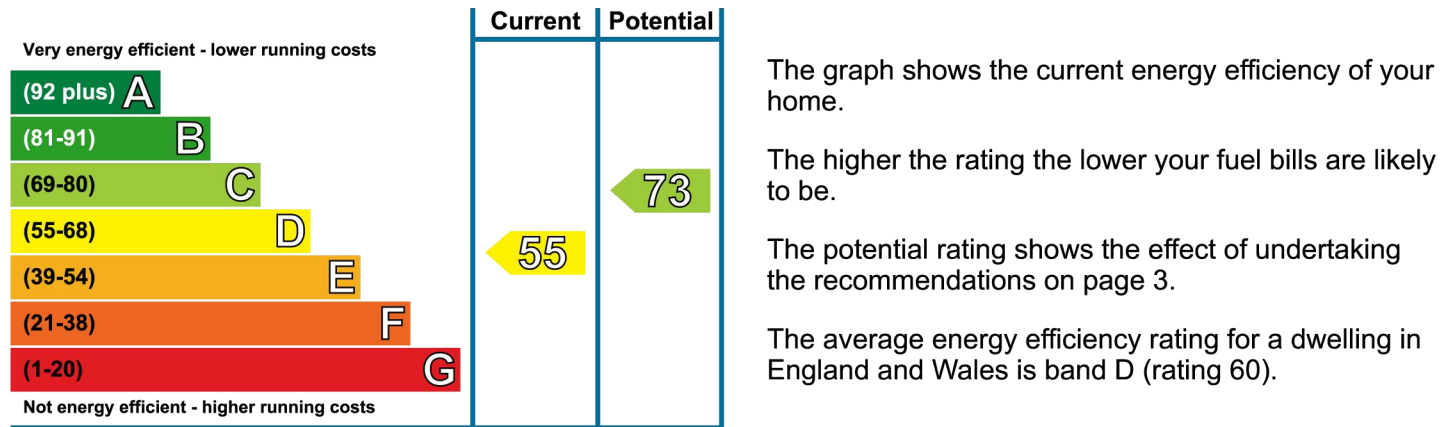 Current Potential
Very energy efficient - lower running costs
(92 plus) A
(81-91) B
(69-80) C
73
(55-68) D
55
(39-54) E
(21-38) F
(1-20) G
Not energy efficient - higher running costs
The graph shows the current energy efficiency of your
home.
The higher the rating the lower your fuel bills are likely
to be.
The potential rating shows the effect of undertaking
the recommendations on page 3.
The average energy efficiency rating for a dwelling in
England and Wales is band D (rating 60).